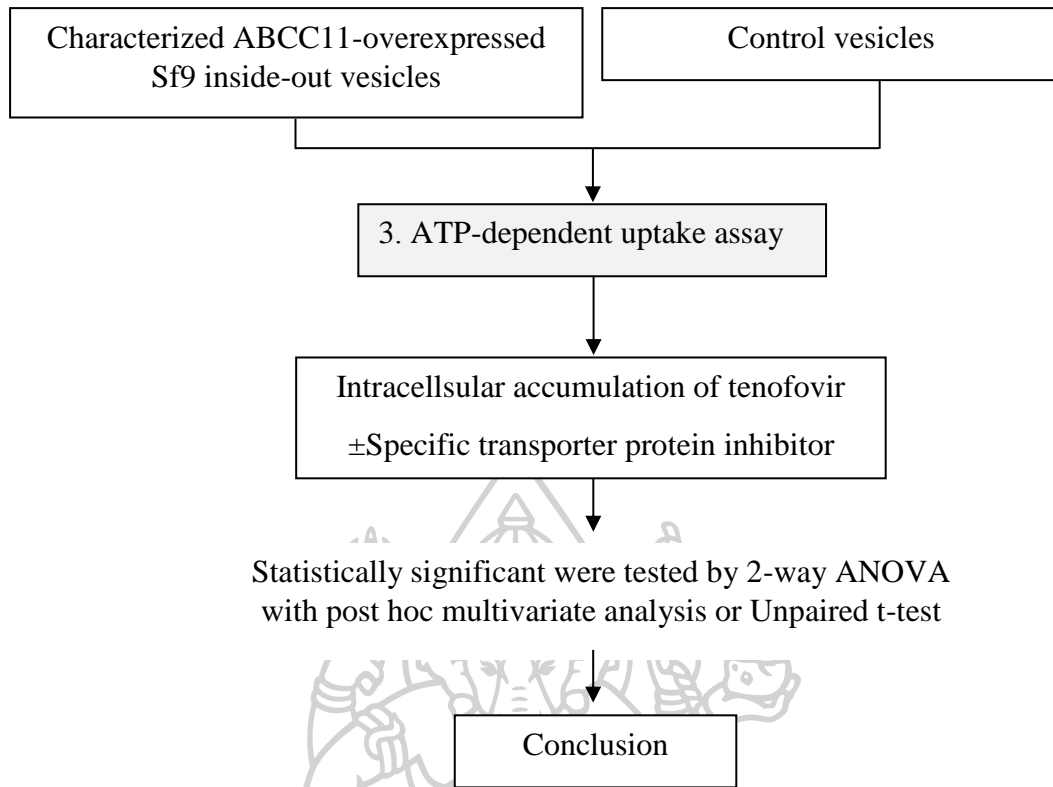 Characterized ABCC11-overexpressed
Sf9 inside-out vesicles
Control vesicles
3. ATP-dependent uptake assay
Intracellsular accumulation of tenofovir
±Specific transporter protein inhibitor
Statistically significant were tested by 2-way ANOVA
with post hoc multivariate analysis or Unpaired t-test
Conclusion